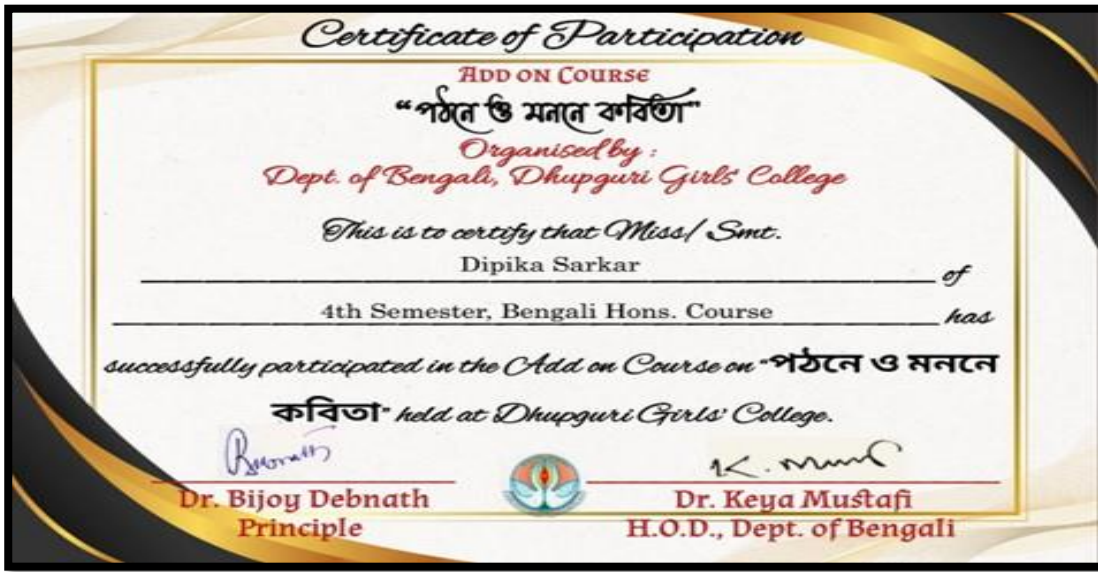 Certificate of Participation
ADD ON COURSE
“পঠনে ও মননে কবিতা”
Organised by :
Dept. of Bengali, Dhupguri Girls' College
This is to certify that Miss/ Smt.
Dipika Sarkar of
4th Semester, Bengali Hons. Course has
successfully participated in the Add on Course on "পঠনে ও মননে
কবিতা" held at Dhupguri Girls' College.
Dr. Bijoy Debnath
Principle
Dr. Keya Mustafi
H.O.D., Dept. of Bengali